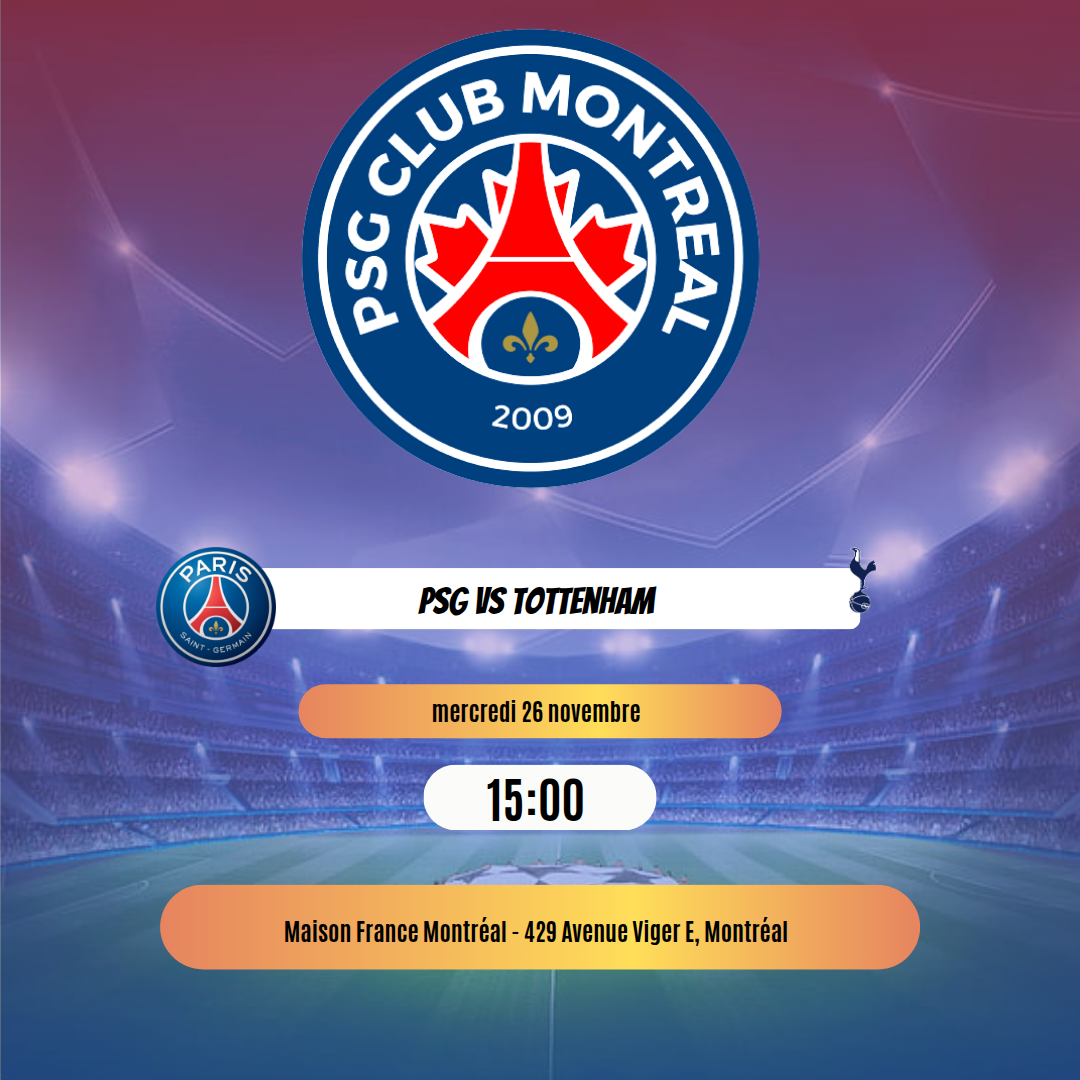 PSG CLUB MONTREAL
2009
PARIS
SAINT-GERMAIN
PSG VS TOTTENHAM
mercredi 26 novembre
15:00
Maison France Montréal - 429 Avenue Viger E, Montréal